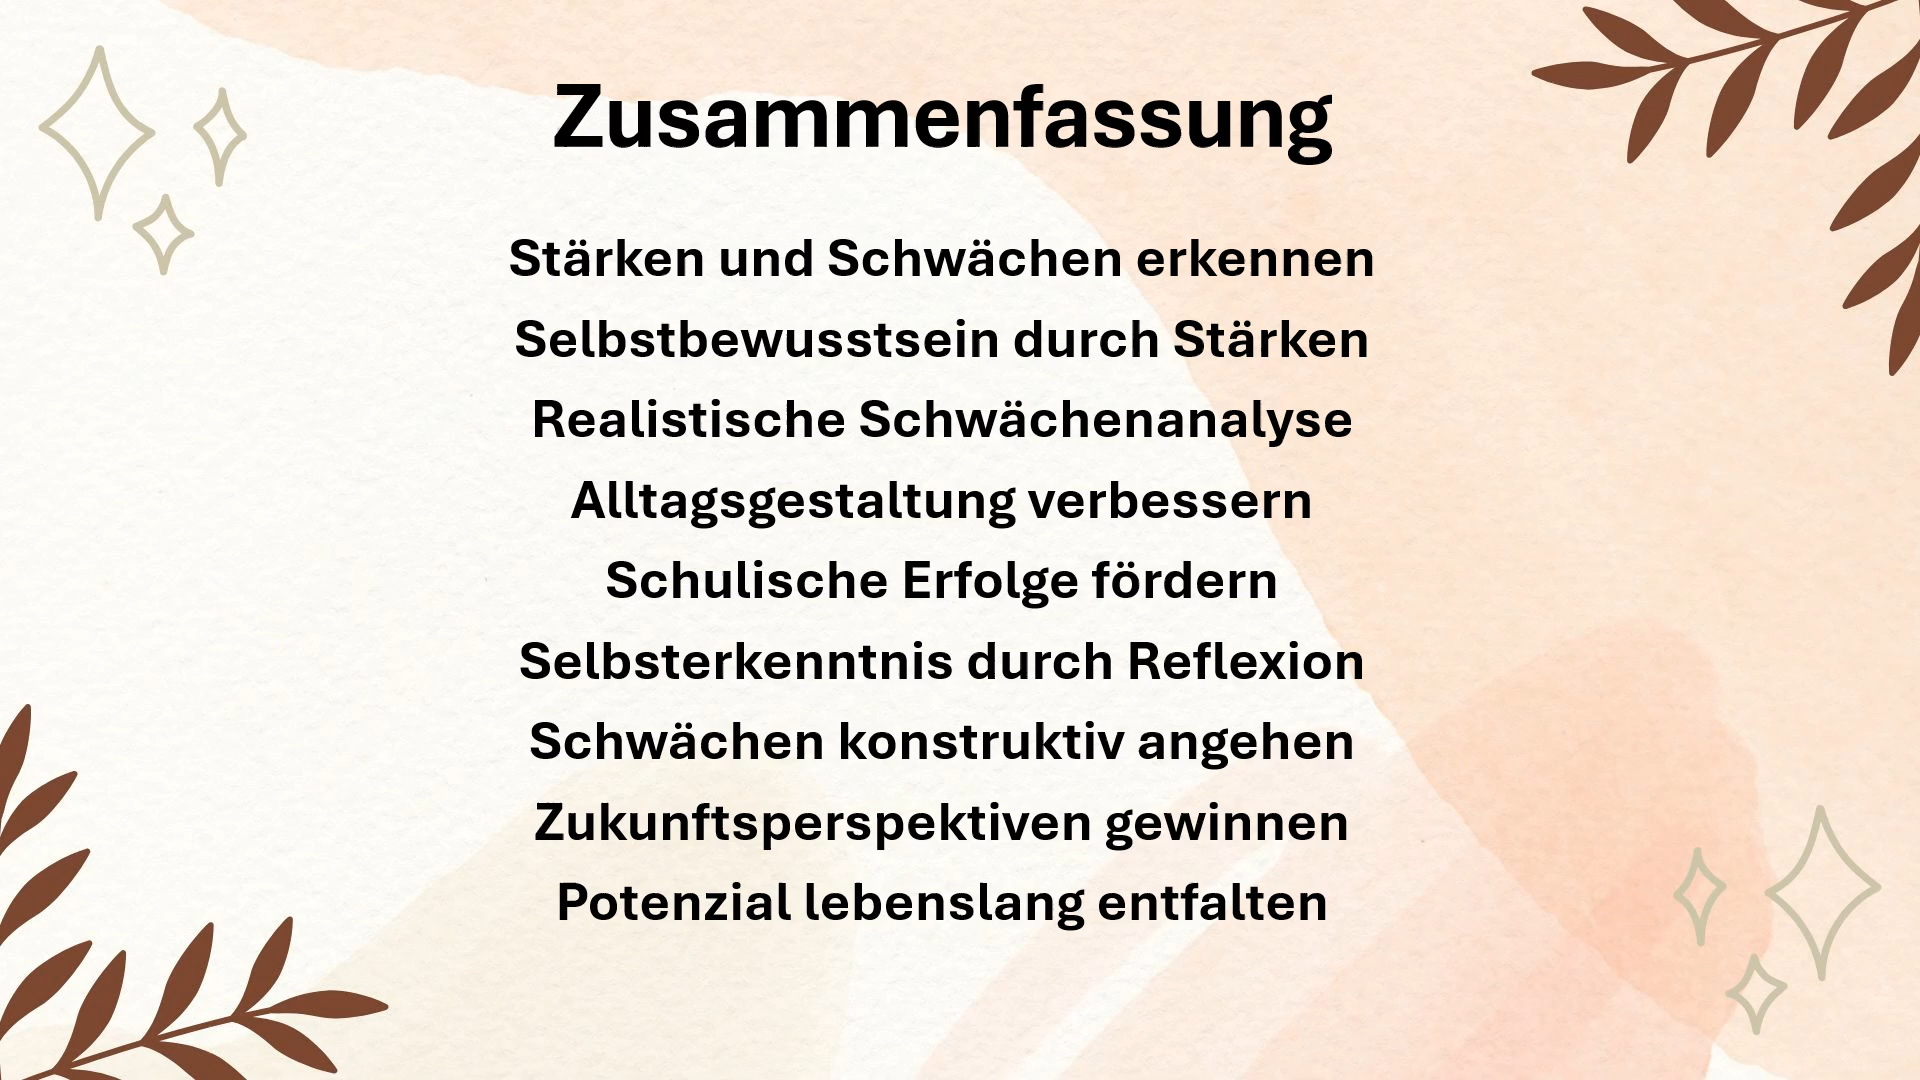 Zusammenfassung
Stärken und Schwächen erkennen
Selbstbewusstsein durch Stärken
Realistische Schwächenanalyse
Alltagsgestaltung verbessern
Schulische Erfolge fördern
Selbsterkenntnis durch Reflexion
Schwächen konstruktiv angehen
Zukunftsperspektiven gewinnen
Potenzial lebenslang entfalten